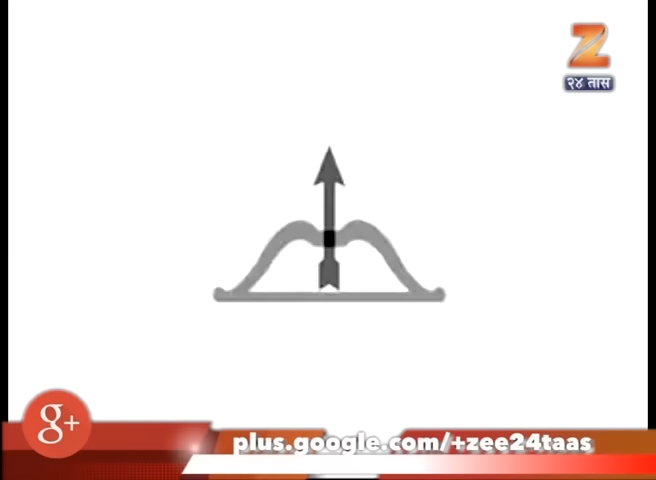 Z
२४ तास
g+
plus.google.com/+zee24taas